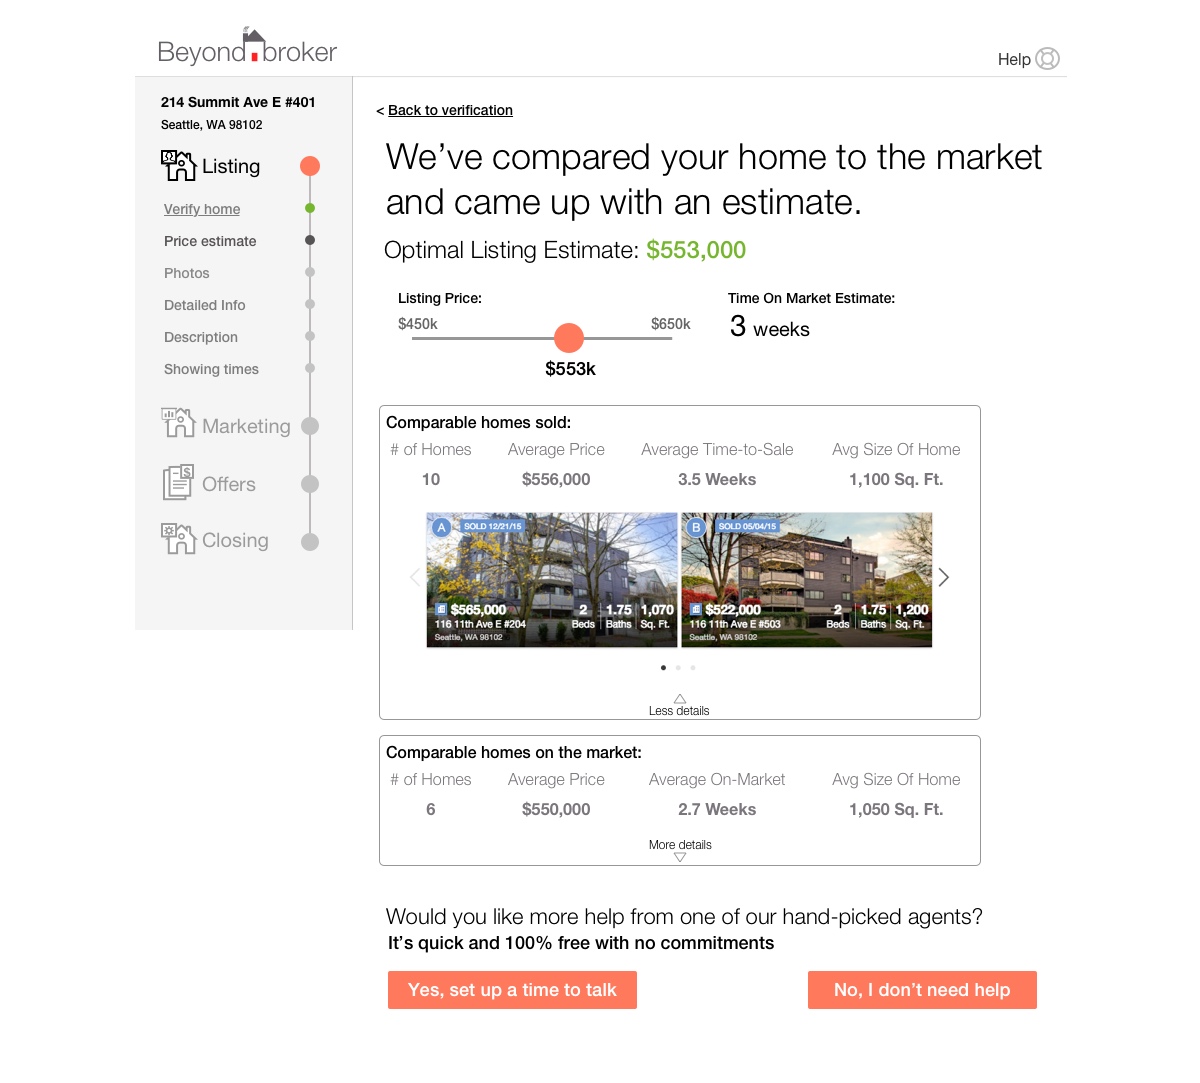 Beyond broker
Help
214 Summit Ave E #401
Seattle, WA 98102
Listing
Verify home
Price estimate
Photos
Detailed Info
Description
Showing times
Marketing
$
Offers
Closing
< Back to verification
We’ve compared your home to the market
and came up with an estimate.
Optimal Listing Estimate: $553,000
Listing Price:
$450k $650k
$553k
Time On Market Estimate:
3 weeks
Comparable homes sold:
# of Homes Average Price Average Time-to-Sale Avg Size Of Home
10 $556,000 3.5 Weeks 1,100 Sq. Ft.
A SOLD 12/21/15
$565,000 2 1.75 1,070
116 11th Ave E #204 Beds Baths Sq. Ft.
Seattle, WA 98102
B SOLD 05/04/15
$522,000 2 1.75 1,200
116 11th Ave E #503 Beds Baths Sq. Ft.
Seattle, WA 98102
Less details
Comparable homes on the market:
# of Homes Average Price Average On-Market Avg Size Of Home
6 $550,000 2.7 Weeks 1,050 Sq. Ft.
More details
Would you like more help from one of our hand-picked agents?
It’s quick and 100% free with no commitments
Yes, set up a time to talk
No, I don’t need help